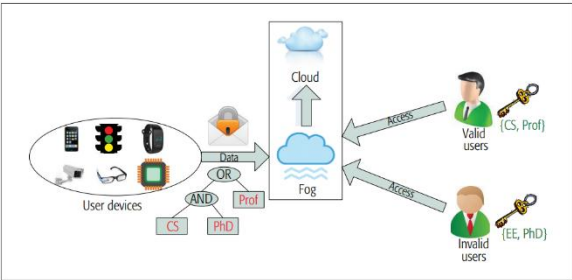 Cloud
Access
Valid
users
{CS, Prof}
Data
OR
Fog
AND
Prof
CS
PhD
User devices
Access
Invalid
users
{EE, PhD}